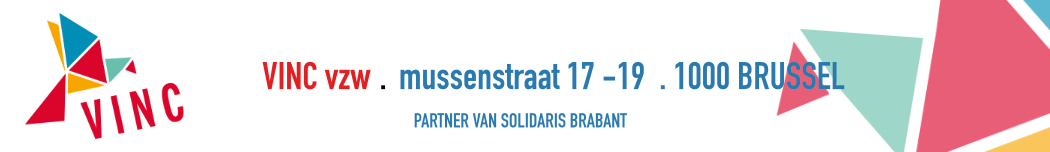 VINC
VINC vzw . mussenstraat 17 -19 . 1000 BRUSSEL
PARTNER VAN SOLIDARIS BRABANT